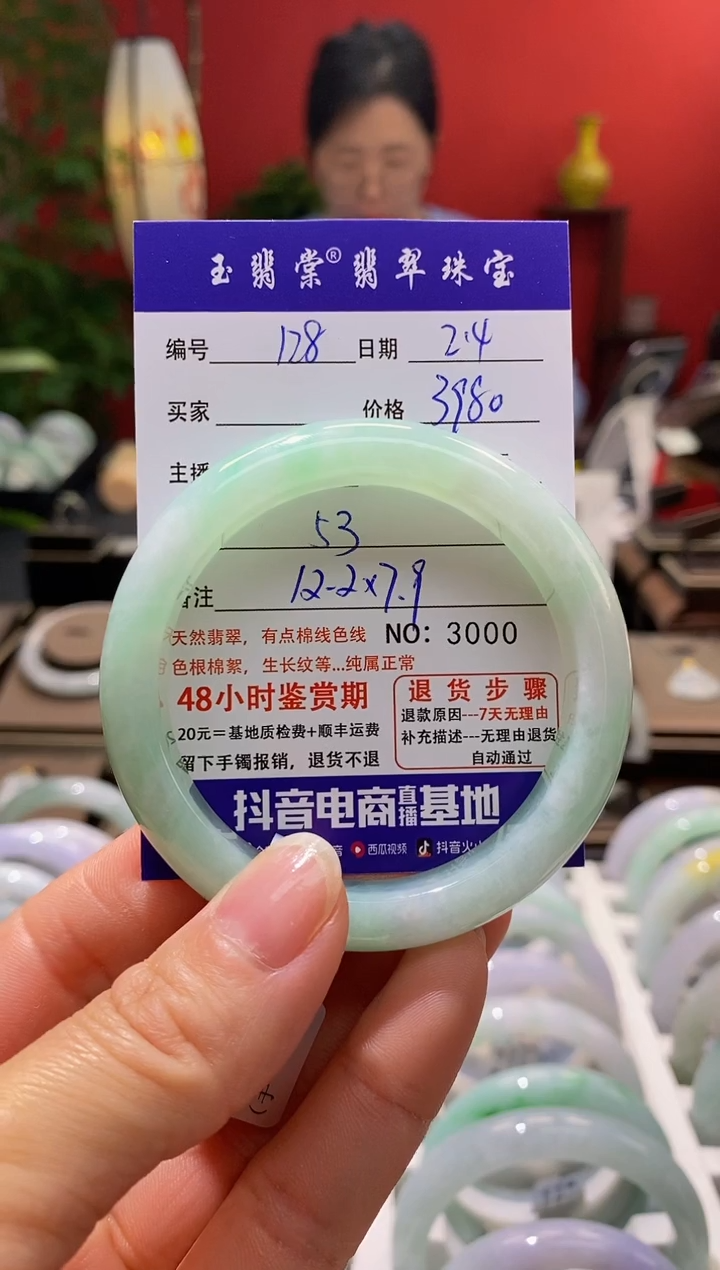 玉翡棠®翡翠珠宝
编号 128 日期 2.4
买家 价格 3980
主播
53
备注 12-2x7.9
天然翡翠，有点棉线色线 NO：3000
色根棉絮，生长纹等...纯属正常
48小时鉴赏期
退货步骤
退款原因---7天无理由
20元＝基地质检费+顺丰运费
补充描述---无理由退货
留下手镯报销，退货不退
自动通过
抖音电商直播基地
音 西瓜视频 抖音火